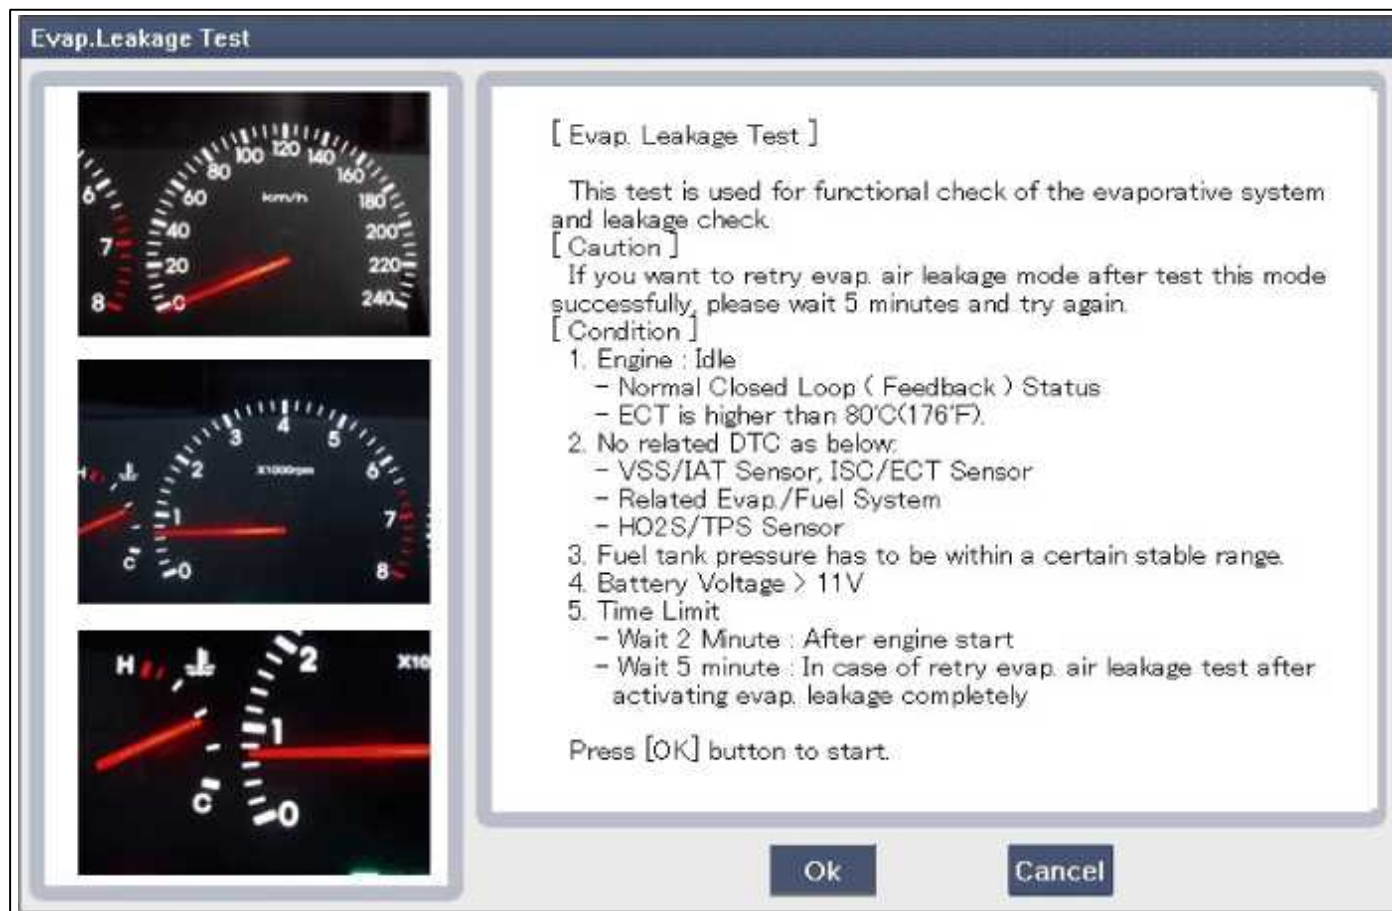 Evap.Leakage Test
6
7
8
0
20
40
60
80
100
120
140
160
180
200
220
240
km/h
H
C
0
1
2
3
4
5
6
7
8
X1000rpm
H
C
2
1
0
X10
[ Evap. Leakage Test ]
This test is used for functional check of the evaporative system
and leakage check.
[ Caution ]
If you want to retry evap. air leakage mode after test this mode
successfully, please wait 5 minutes and try again.
[ Condition ]
1. Engine : Idle
- Normal Closed Loop ( Feedback ) Status
- ECT is higher than 80°C(176°F).
2. No related DTC as below:
- VSS/IAT Sensor, ISC/ECT Sensor
- Related Evap./Fuel System
- HO2S/TPS Sensor
3. Fuel tank pressure has to be within a certain stable range.
4. Battery Voltage > 11V
5. Time Limit
- Wait 2 Minute : After engine start
- Wait 5 minute : In case of retry evap. air leakage test after
activating evap. leakage completely
Press [OK] button to start.
Ok
Cancel